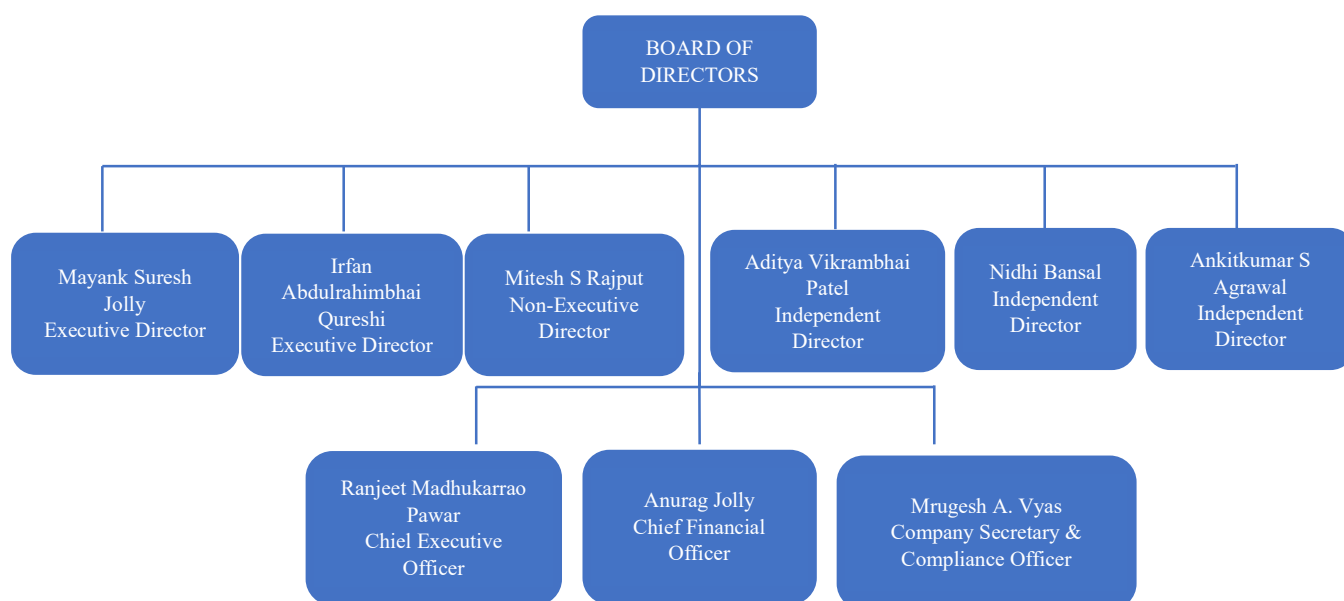 BOARD OF
DIRECTORS
Mayank Suresh
Jolly
Executive Director
Irfan
Abdulrahimbhai
Qureshi
Executive Director
Mitesh S Rajput
Non-Executive
Director
Aditya Vikrambhai
Patel
Independent
Director
Nidhi Bansal
Independent
Director
Ankitkumar S
Agrawal
Independent
Director
Ranjeet Madhukarrao
Pawar
Chiel Executive
Officer
Anurag Jolly
Chief Financial
Officer
Mrugesh A. Vyas
Company Secretary &
Compliance Officer